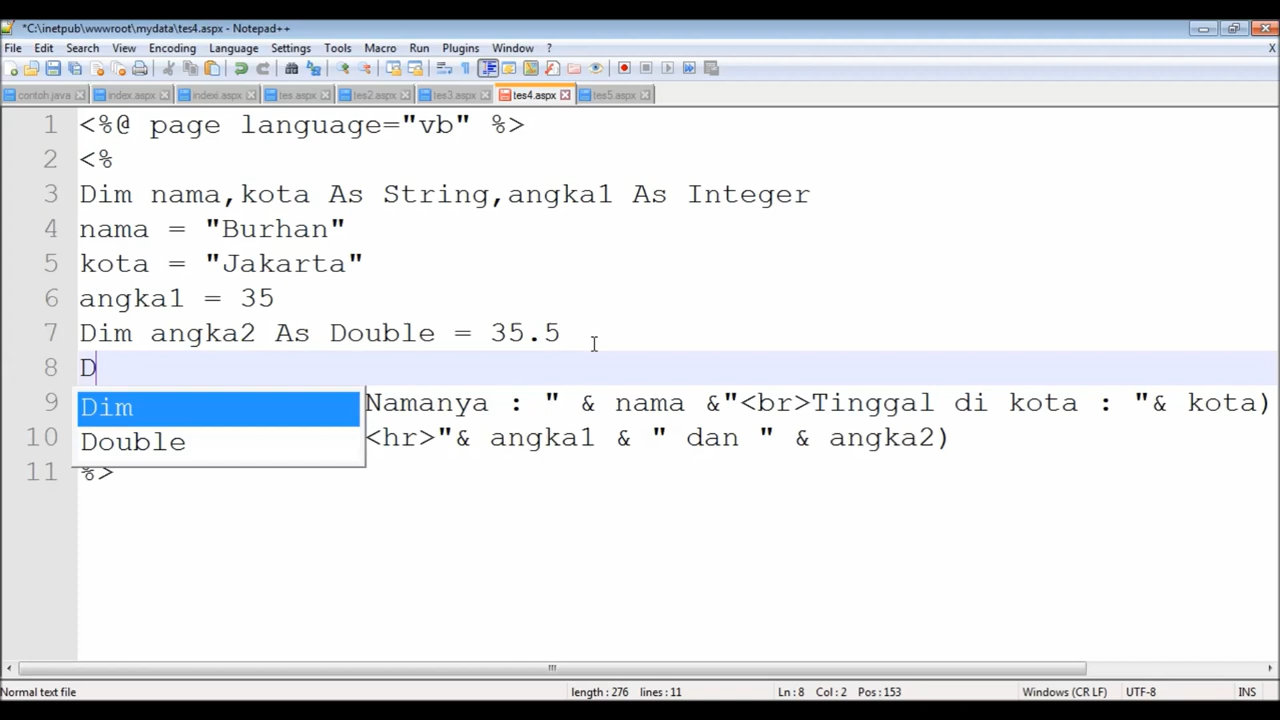 *C:\inetpub\wwwroot\mydata\tes4.aspx - Notepad++
File Edit Search View Encoding Language Settings Tools Macro Run Plugins Window ? X
contoh java index.aspx indexi.aspx tes.aspx tes2.aspx tes3.aspx tes4.aspx tes5.aspx
1 <%@ page language="vb" %>
2 <%
3 Dim nama,kota As String,angka1 As Integer
4 nama = "Burhan"
5 kota = "Jakarta"
6 angka1 = 35
7 Dim angka2 As Double = 35.5
8 D
Dim
9 Namanya : " & nama &"<br>Tinggal di kota : "& kota)
Double
10 <hr>"& angka1 & " dan " & angka2)
11 %>
Normal text file length : 276 lines : 11 Ln : 8 Col : 2 Pos : 153 Windows (CR LF) UTF-8 INS